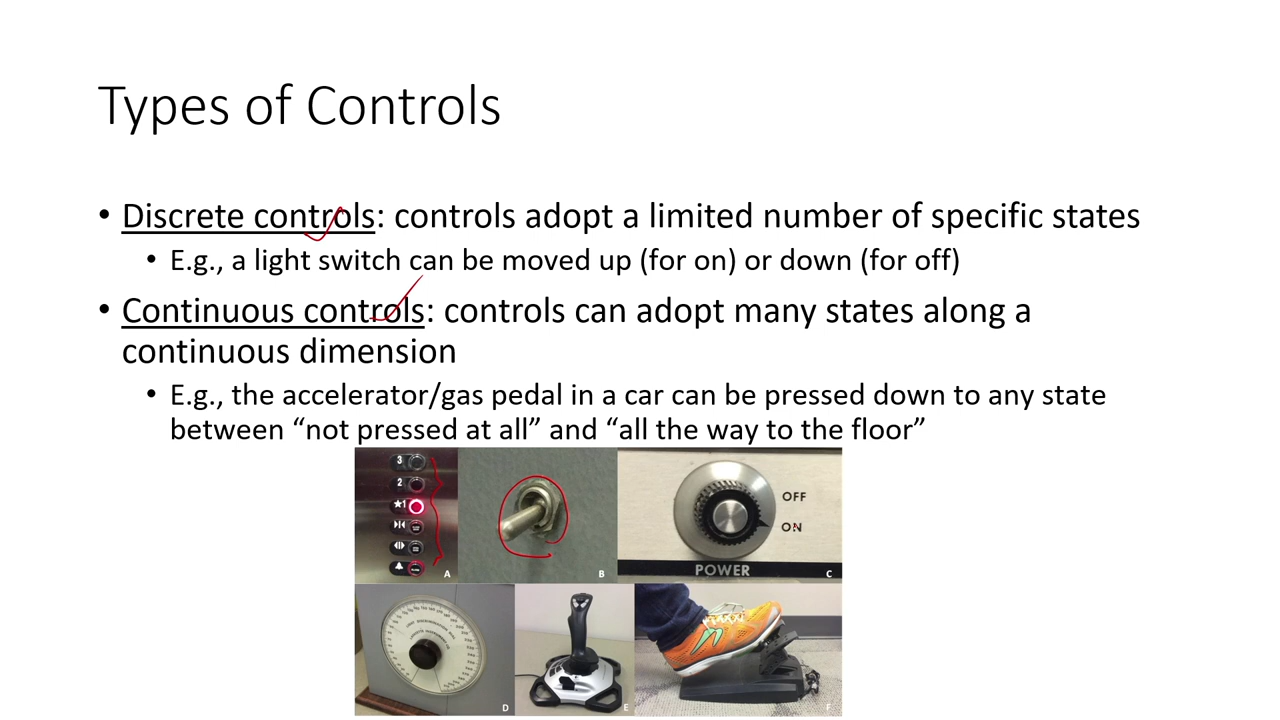 Types of Controls
• Discrete controls: controls adopt a limited number of specific states
• E.g., a light switch can be moved up (for on) or down (for off)
• Continuous controls: controls can adopt many states along a
continuous dimension
• E.g., the accelerator/gas pedal in a car can be pressed down to any state
between “not pressed at all” and “all the way to the floor”
3
2
★1
A
B
OFF
ON
POWER
C
D
E
F